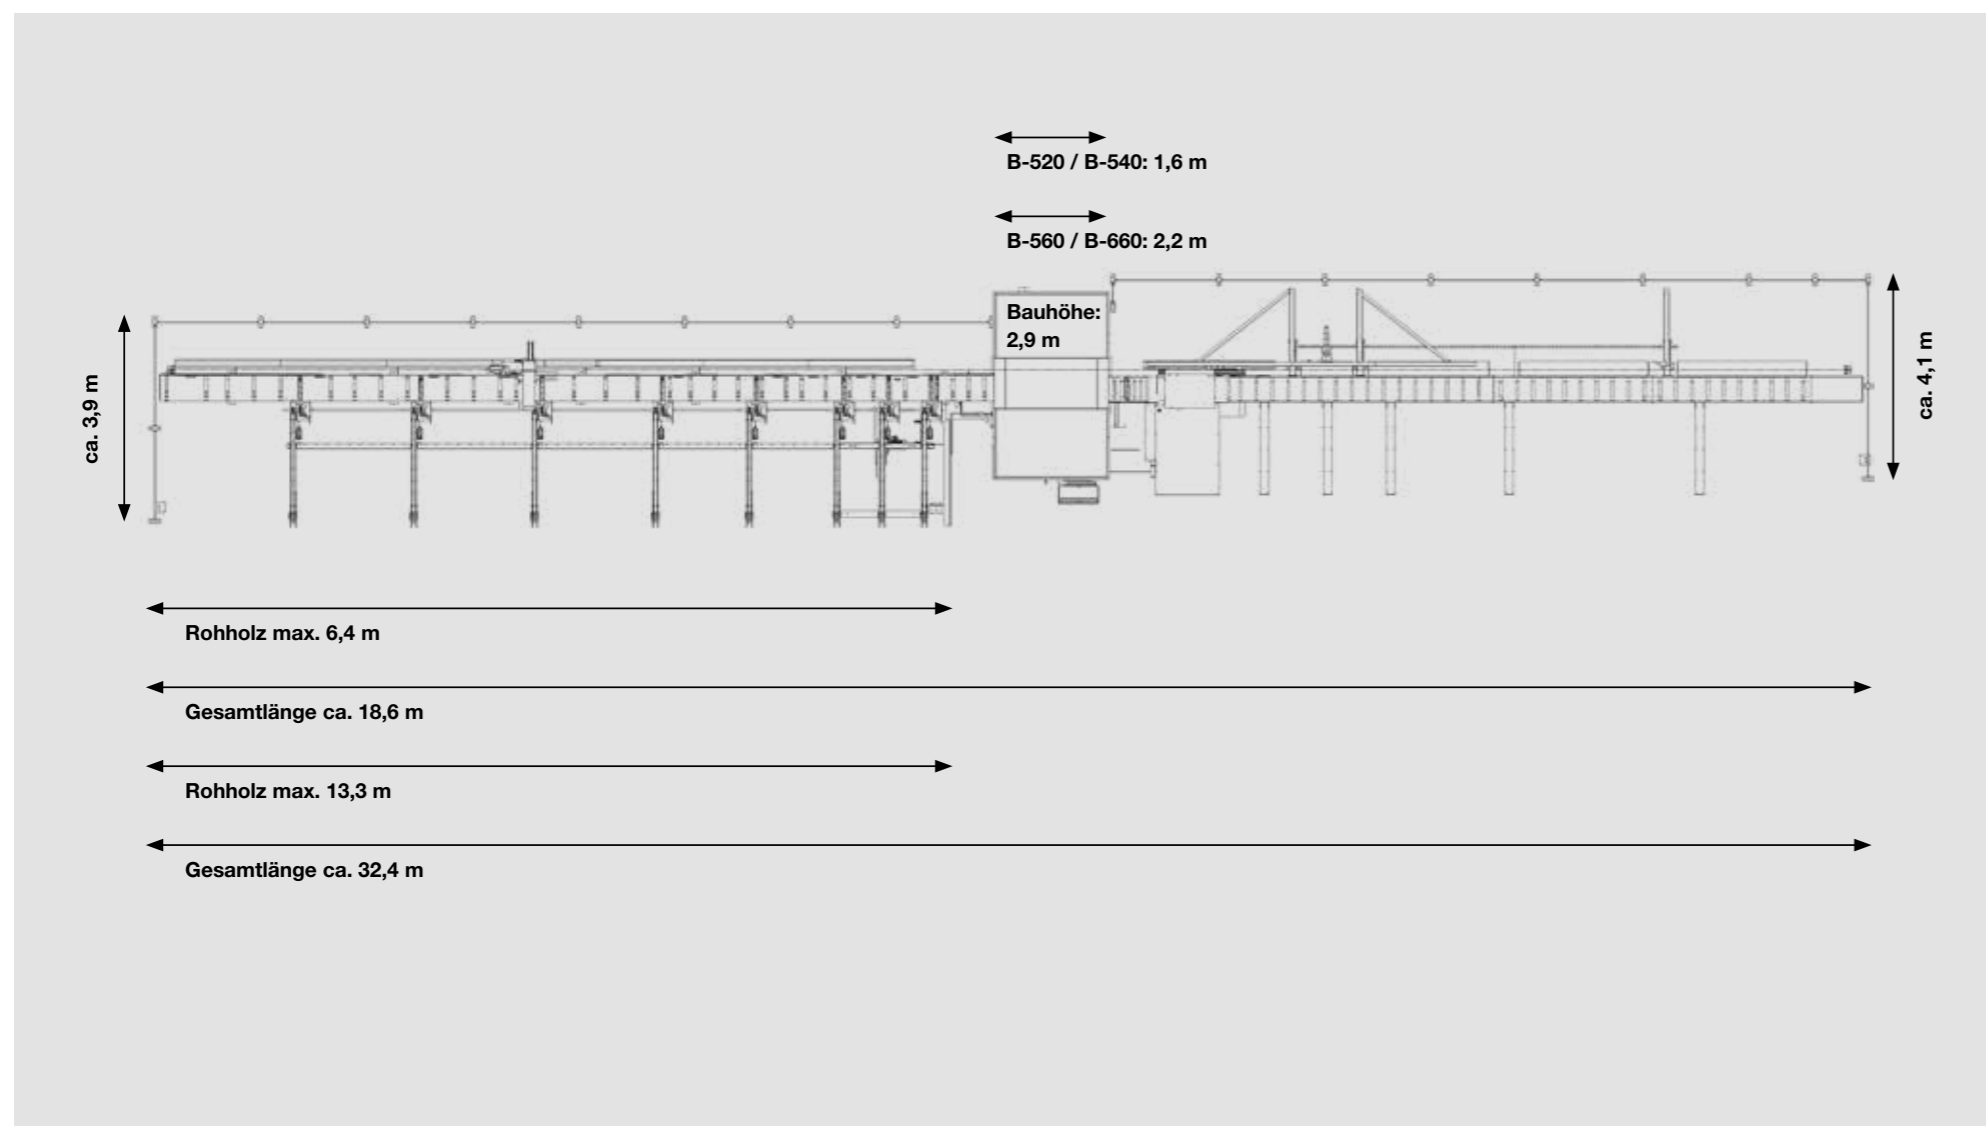 B-520 / B-540: 1,6 m
B-560 / B-660: 2,2 m
Bauhöhe:
2,9 m
ca. 3,9 m
ca. 4,1 m
Rohholz max. 6,4 m
Gesamtlänge ca. 18,6 m
Rohholz max. 13,3 m
Gesamtlänge ca. 32,4 m